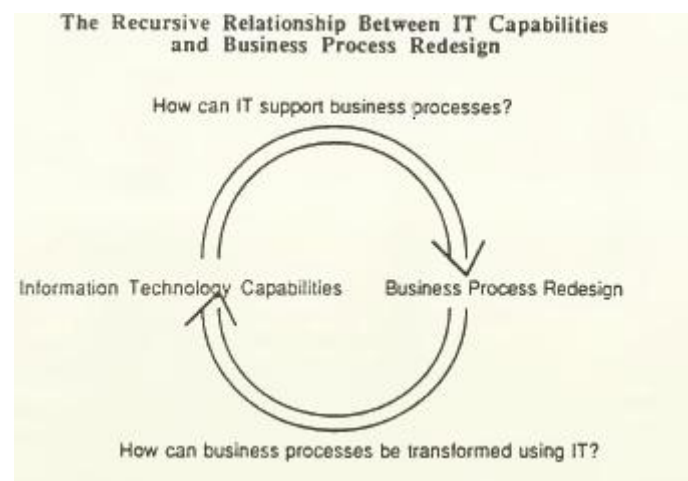 The Recursive Relationship Between IT Capabilities
and Business Process Redesign
How can IT support business processes?
Information Technology Capabilities Business Process Redesign
How can business processes be transformed using IT?